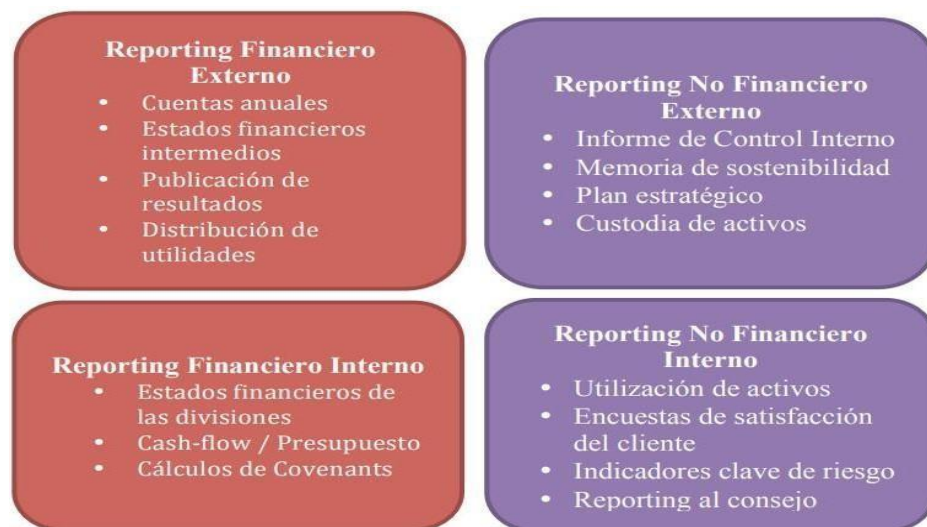 Reporting Financiero
Externo
• Cuentas anuales
• Estados financieros
intermedios
• Publicación de
resultados
• Distribución de
utilidades
Reporting No Financiero
Externo
• Informe de Control Interno
• Memoria de sostenibilidad
• Plan estratégico
• Custodia de activos
Reporting Financiero Interno
• Estados financieros de
las divisiones
• Cash-flow / Presupuesto
• Cálculos de Covenants
Reporting No Financiero
Interno
• Utilización de activos
• Encuestas de satisfacción
del cliente
• Indicadores clave de riesgo
• Reporting al consejo